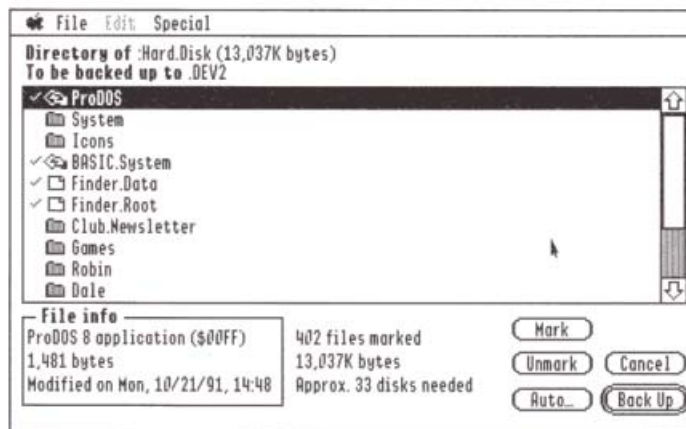 File Edit Special
Directory of :Hard.Disk (13,037K bytes)
To be backed up to .DEV2
ProDOS
System
Icons
BASIC.System
Finder.Data
Finder.Root
Club.Newsletter
Games
Robin
Dale
File info
ProDOS 8 application ($00FF)
1,481 bytes
Modified on Mon, 10/21/91, 14:48
402 files marked
13,037K bytes
Approx. 33 disks needed
Mark
Unmark
Cancel
Auto…
Back Up